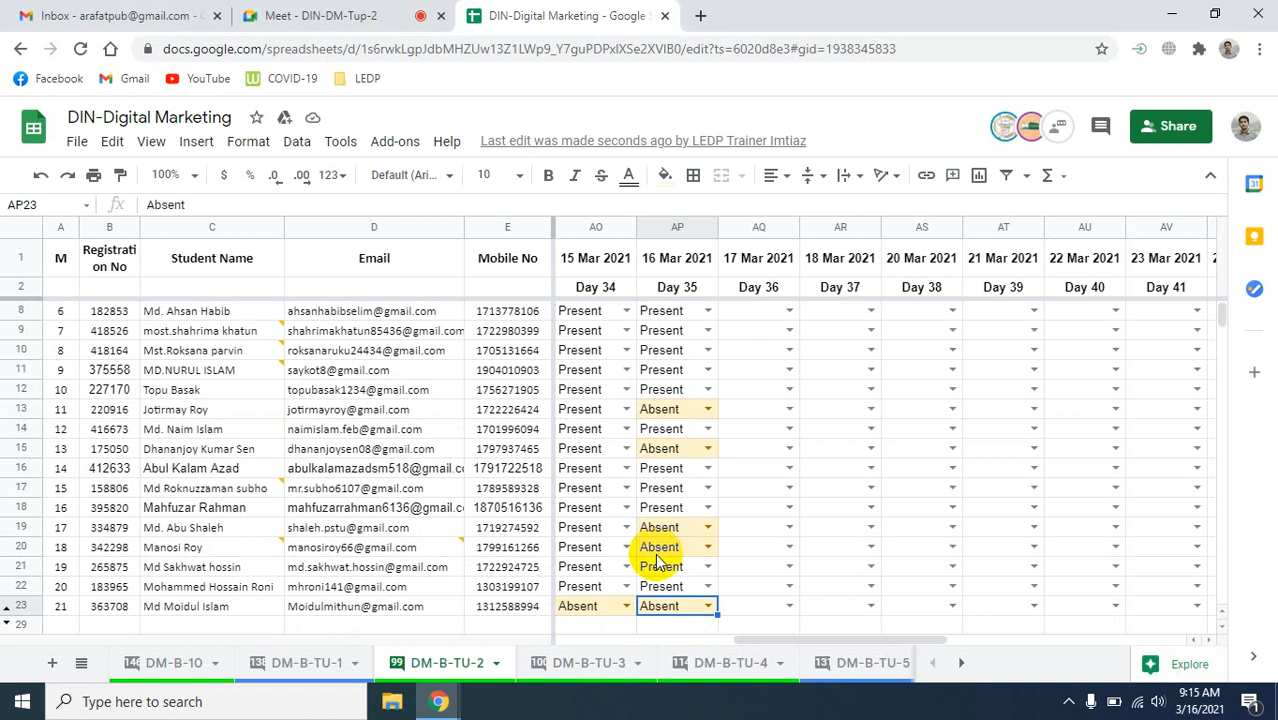 Inbox - arafatpub@gmail.com - C
Meet - DIN-DM-Tup-2
DIN-Digital Marketing - Google S
docs.google.com/spreadsheets/d/1s6rwkLgpJdbMHZUw13Z1LWp9_Y7guPDPxIXSe2XVIB0/edit?ts=6020d8e3#gid=1938345833
Facebook Gmail YouTube COVID-19 LEDP
DIN-Digital Marketing
Share
File Edit View Insert Format Data Tools Add-ons Help Last edit was made seconds ago by LEDP Trainer Imtiaz
100% $ % .0 .00 123 Default (Ari... 10 B I S A
AP23 fx Absent
A B C D E AO AP AQ AR AS AT AU AV
1 M Registrati on No Student Name Email Mobile No 15 Mar 2021 16 Mar 2021 17 Mar 2021 18 Mar 2021 20 Mar 2021 21 Mar 2021 22 Mar 2021 23 Mar 2021
2 Day 34 Day 35 Day 36 Day 37 Day 38 Day 39 Day 40 Day 41
8 6 182853 Md. Ahsan Habib ahsanhabibselim@gmail.com 1713778106 Present Present
9 7 418526 most.shahrima khatun shahrimakhatun85436@gmail.com 1722980399 Present Present
10 8 418164 Mst.Roksana parvin roksanaruku24434@gmail.com 1705131664 Present Present
11 9 375558 MD.NURUL ISLAM saykot8@gmail.com 1904010903 Present Present
12 10 227170 Topu Basak topubasak1234@gmail.com 1756271905 Present Present
13 11 220916 Jotirmay Roy jotirmayroy@gmail.com 1722226424 Present Absent
14 12 416673 Md. Naim Islam naimislam.feb@gmail.com 1701996094 Present Present
15 13 175050 Dhananjoy Kumar Sen dhananjoysen08@gmail.com 1797937465 Present Absent
16 14 412633 Abul Kalam Azad abulkalamazadsm518@gmail.co 1791722518 Present Present
17 15 158806 Md Roknuzzaman subho mr.subho6107@gmail.com 1789589328 Present Present
18 16 395820 Mahfuzar Rahman mahfuzarrahman6136@gmail.com 1870516136 Present Present
19 17 334879 Md. Abu Shaleh shaleh.pstu@gmail.com 1719274592 Present Absent
20 18 342298 Manosi Roy manosiroy66@gmail.com 1799161266 Present Absent
21 19 265875 Md Sakhwat hossin md.sakhwat.hossin@gmail.com 1722924725 Present Present
22 20 183965 Mohammed Hossain Roni mhroni141@gmail.com 1303199107 Present Present
23 21 363708 Md Moidul Islam Moidulmithun@gmail.com 1312588994 Absent Absent
29
146 DM-B-10 138 DM-B-TU-1 99 DM-B-TU-2 100 DM-B-TU-3 114 DM-B-TU-4 137 DM-B-TU-5 Explore
Type here to search
9:15 AM
3/16/2021